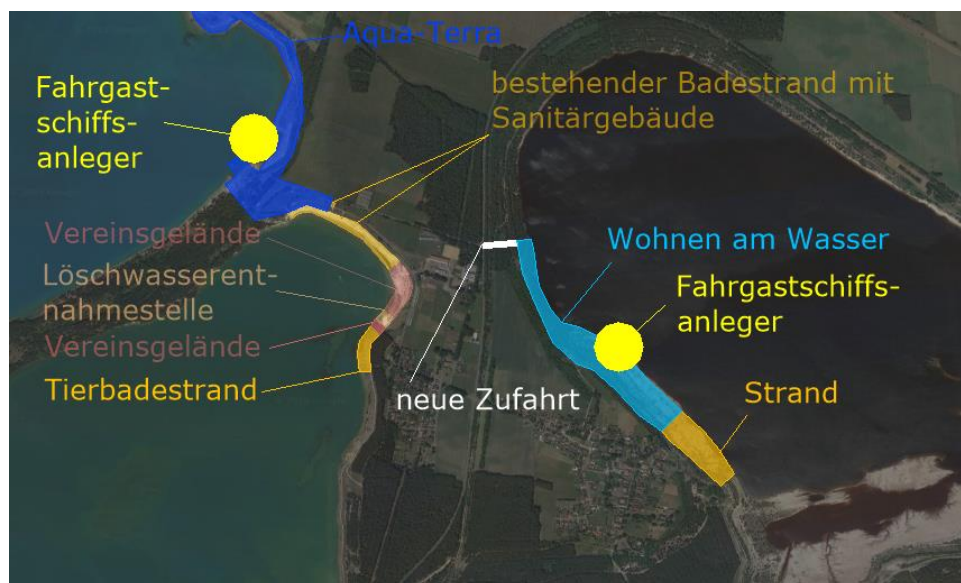 Aqua-Terra
Fahrgast-
schiffs-
anleger
bestehender Badestrand mit
Sanitärgebäude
Vereinsgelände
Löschwasserent-
nahmestelle
Vereinsgelände
Tierbadestrand
neue Zufahrt
Wohnen am Wasser
Fahrgastschiffs-
anleger
Strand